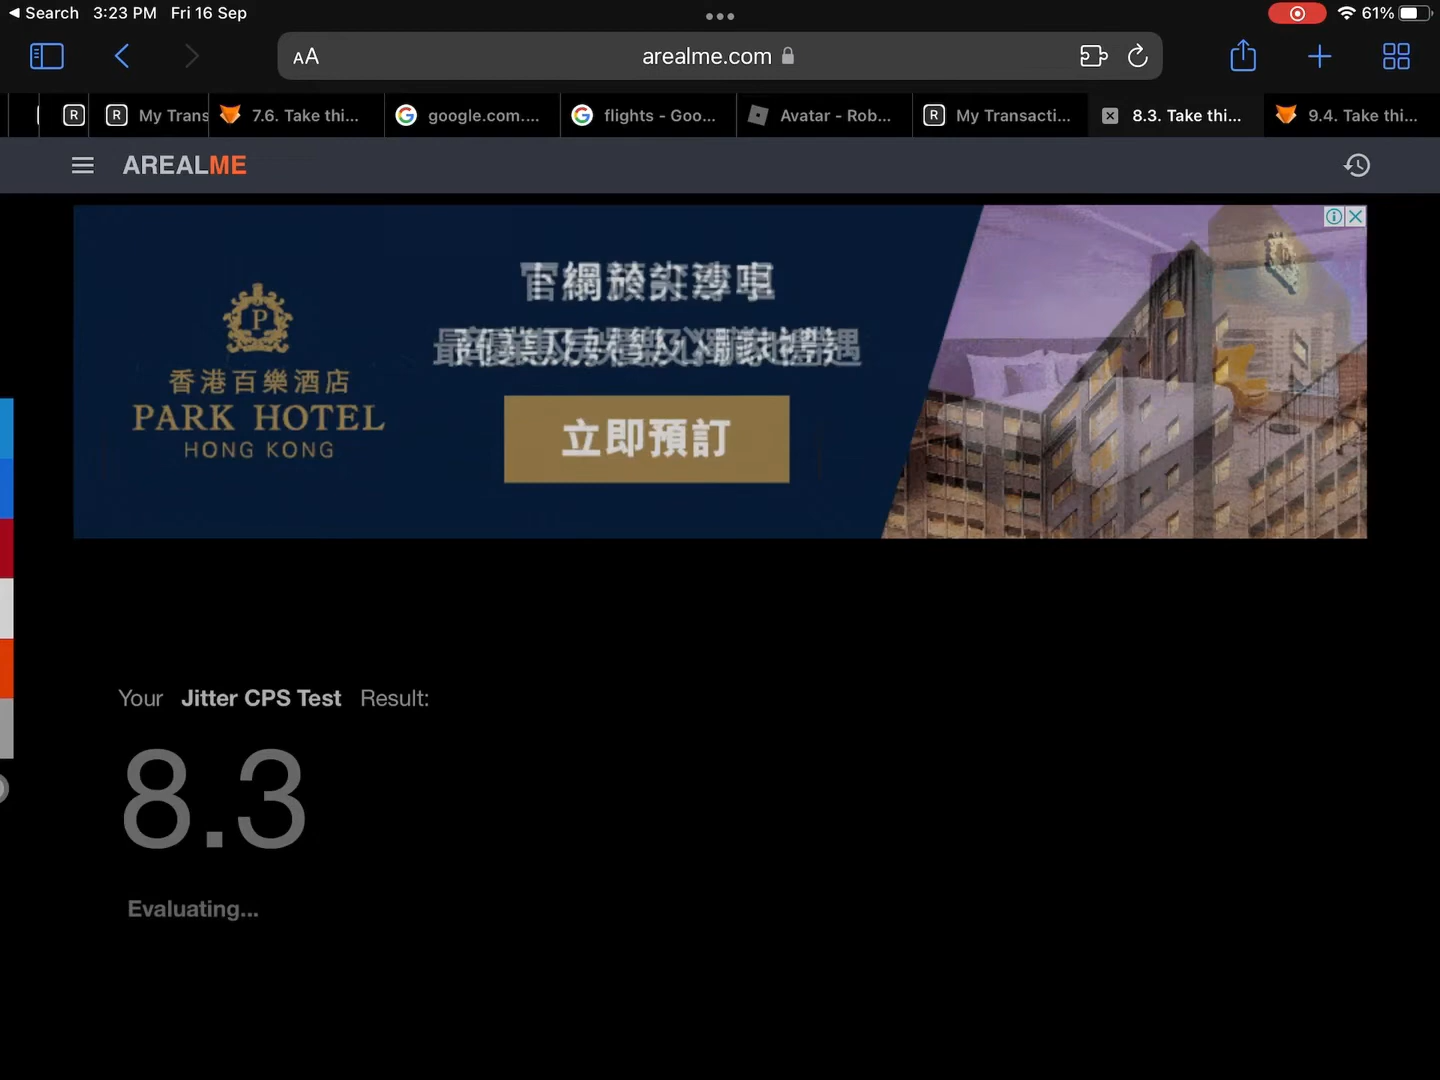 Search 3:23 PM Fri 16 Sep
61%
AA arealme.com
R
R My Trans
7.6. Take thi...
google.com....
flights - Goo...
Avatar - Rob...
R My Transacti...
8.3. Take thi...
9.4. Take thi...
AREALME
P
香港百樂酒店
PARK HOTEL
HONG KONG
立即預訂
Your Jitter CPS Test Result:
8.3
Evaluating...